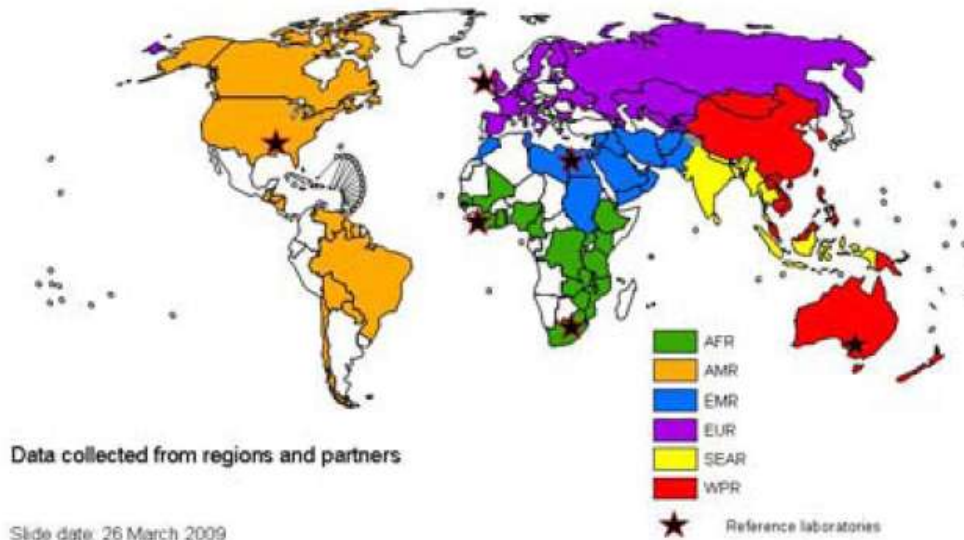 AFR
AMR
EMR
EUR
SEAR
WPR
Data collected from regions and partners
Slide date: 26 March 2009
Reference laboratories